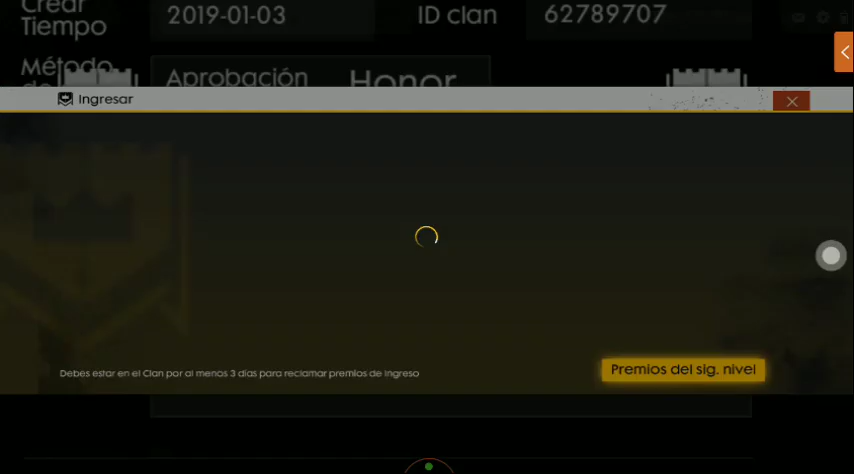 Crear
Tiempo
2019-01-03
ID clan
62789707
Método
Aprobación
Honor
Ingresar
Debes estar en el Clan por al menos 3 días para reclamar premios de Ingreso
Premios del sig. nivel